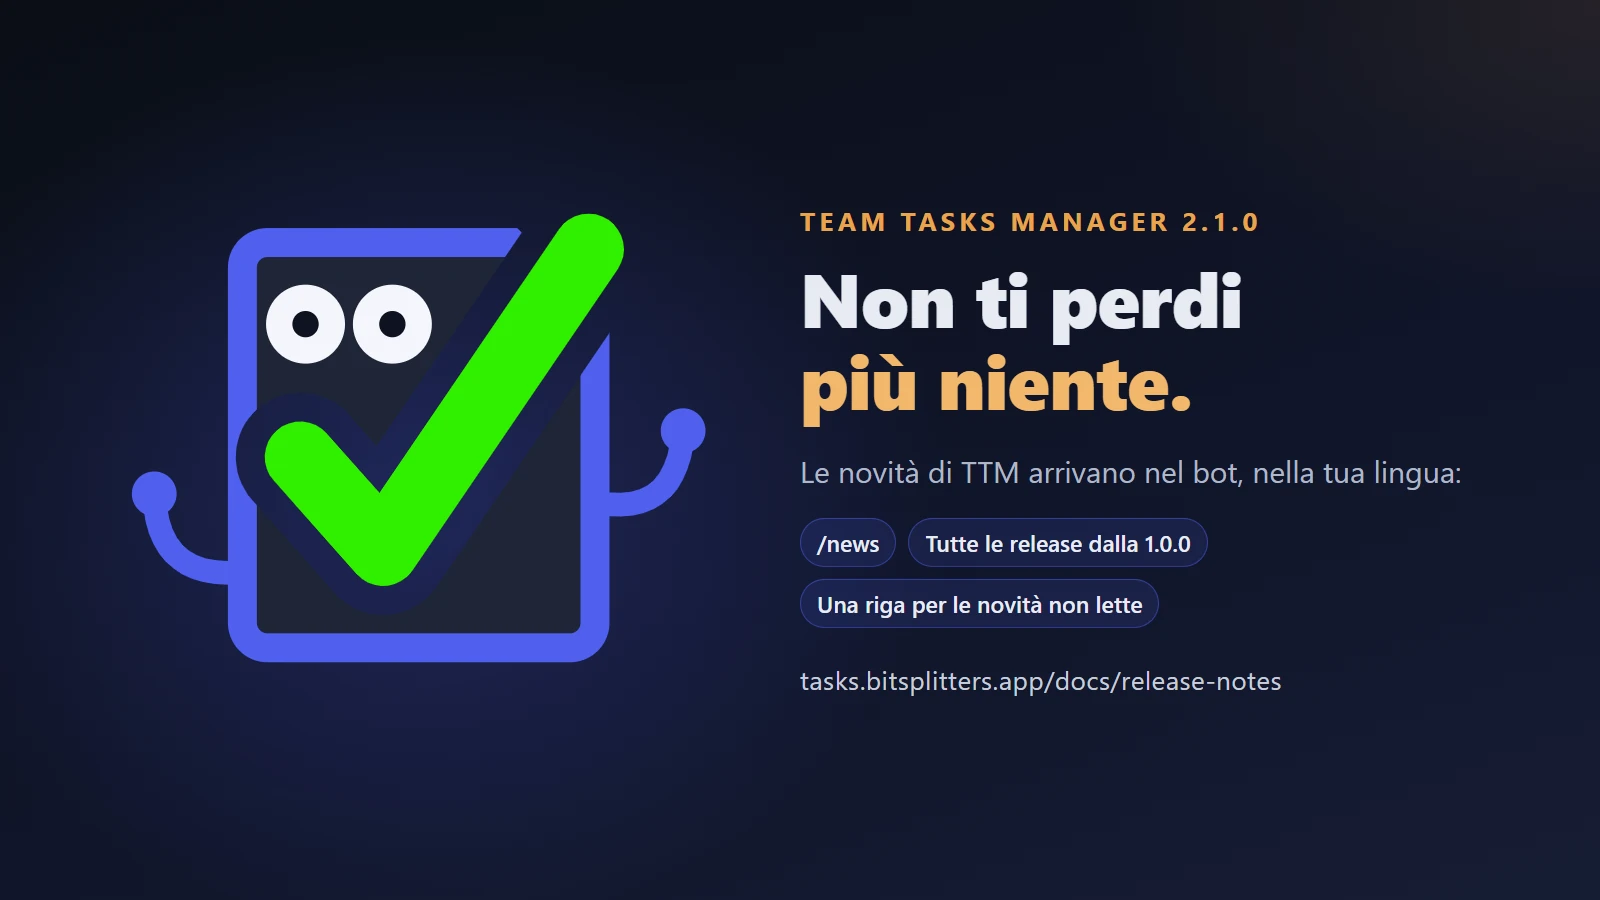 TEAM TASKS MANAGER 2.1.0
Non ti perdi
più niente.
Le novità di TTM arrivano nel bot, nella tua lingua:
/news
Tutte le release dalla 1.0.0
Una riga per le novità non lette
tasks.bitsplitters.app/docs/release-notes